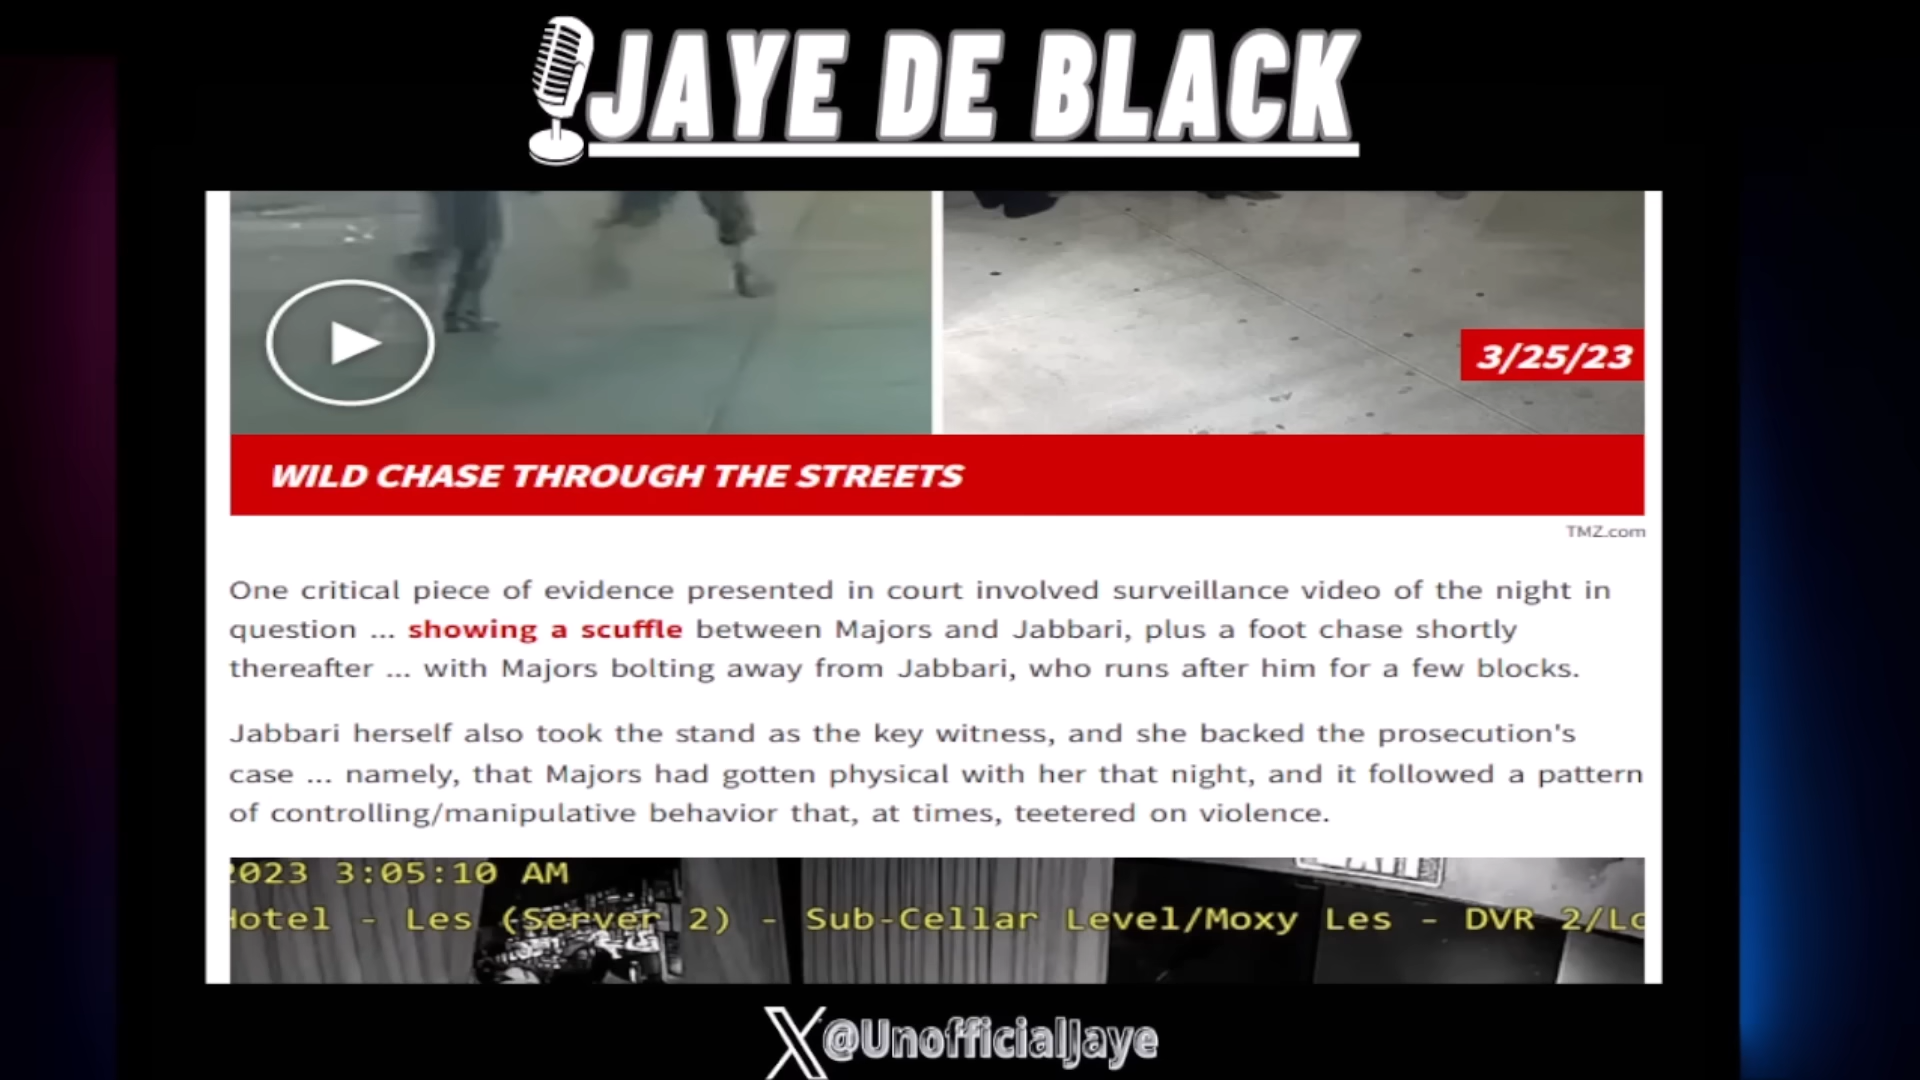 JAYE DE BLACK
3/25/23
WILD CHASE THROUGH THE STREETS
TMZ.com
One critical piece of evidence presented in court involved surveillance video of the night in
question ... showing a scuffle between Majors and Jabbari, plus a foot chase shortly
thereafter ... with Majors bolting away from Jabbari, who runs after him for a few blocks.
Jabbari herself also took the stand as the key witness, and she backed the prosecution's
case ... namely, that Majors had gotten physical with her that night, and it followed a pattern
of controlling/manipulative behavior that, at times, teetered on violence.
2023 3:05:10 AM
Hotel - Les (Server 2) - Sub-Cellar Level/Moxy Les - DVR 2/Lo
X@UnofficialJaye